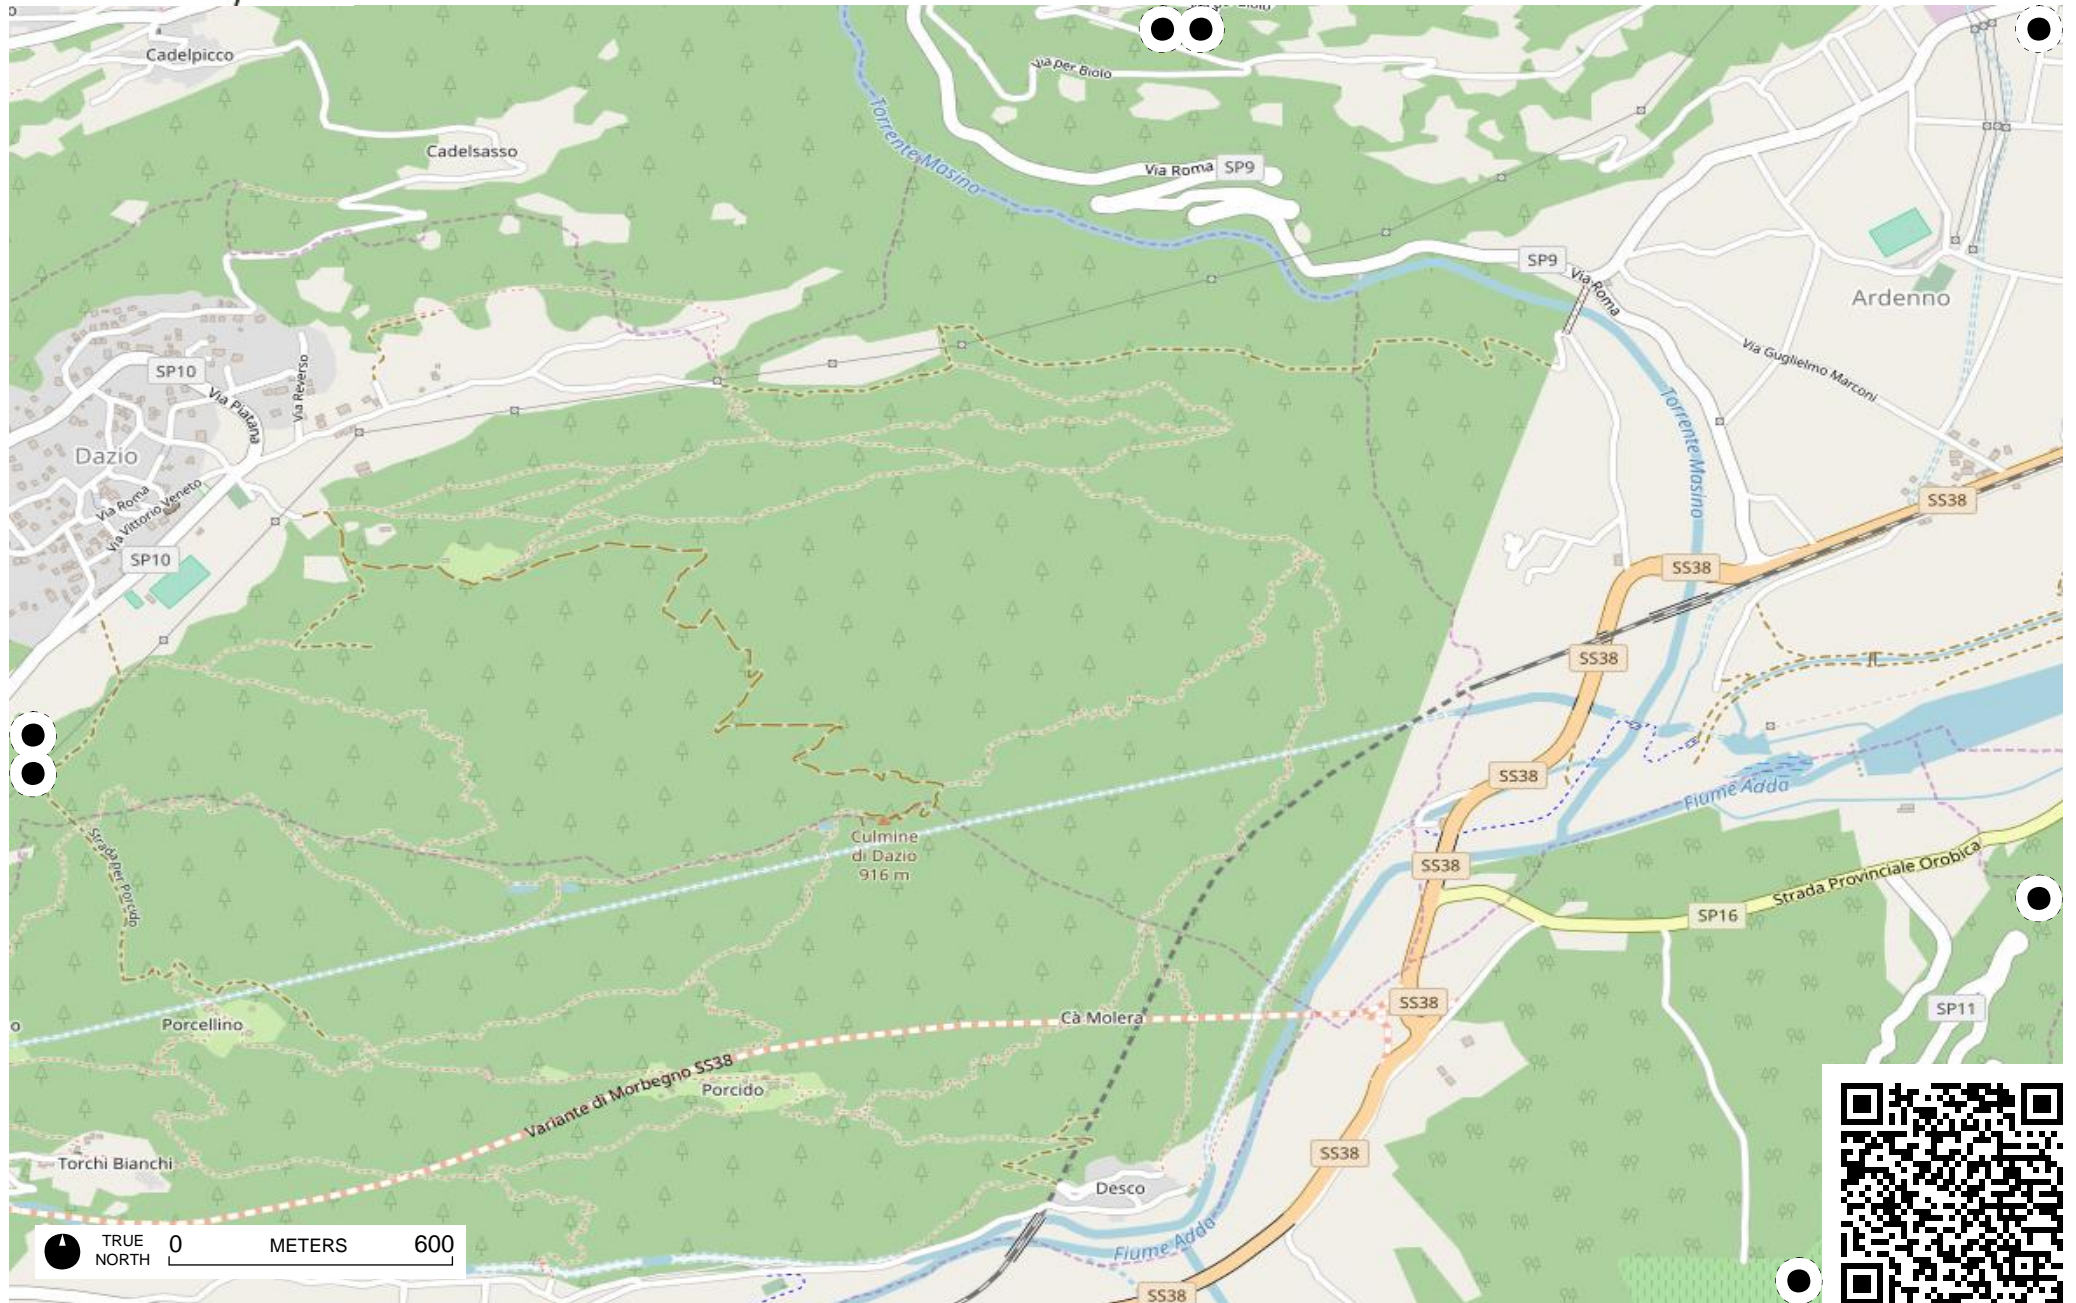 Cadelpicco
Via per Biolo
Cadelsasso
Torrente Masino
Via Roma
SP9
SP9
Via Roma
Ardenno
Via Guglielmo Marconi
SP10
Via Piatana
Via Reverso
Dazio
Via Roma
Via Vittorio Veneto
SP10
Torrente Masino
SS38
SS38
SS38
SS38
Fiume Adda
Culmine
di Dazio
916 m
Strada per Porcido
SS38
Strada Provinciale Orobica
SP16
SS38
SP11
Porcellino
Cà Molera
Variante di Morbegno SS38
Porcido
Torchi Bianchi
SS38
Desco
Fiume Adda
SS38
TRUE
NORTH
0 METERS 600